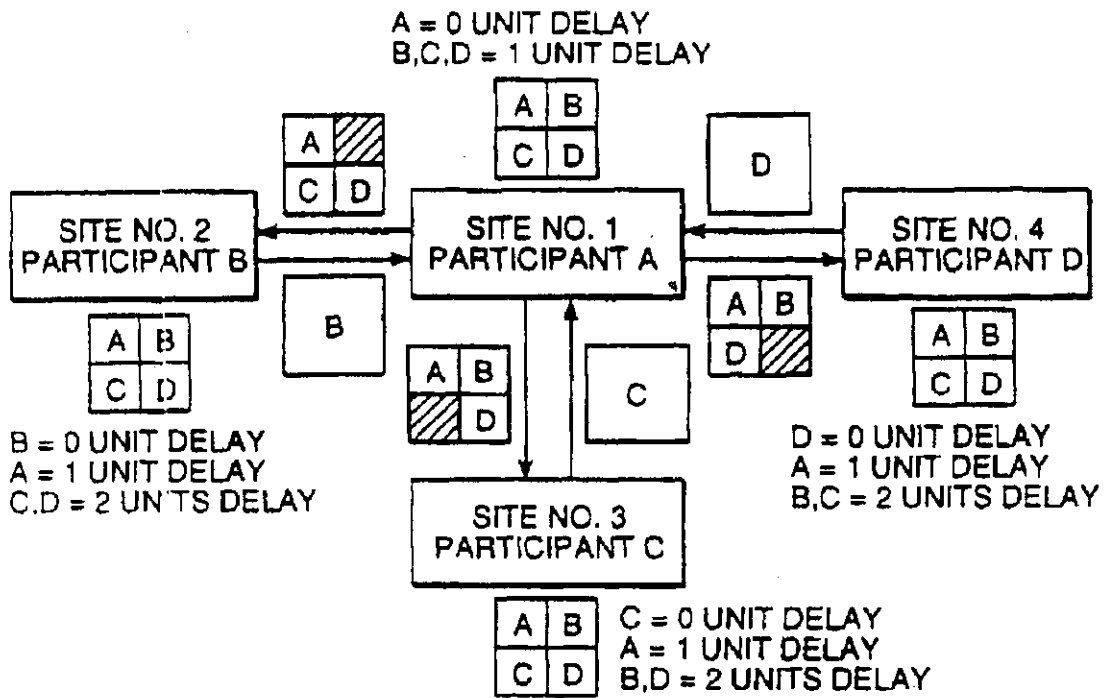 A = 0 UNIT DELAY
B,C,D = 1 UNIT DELAY
A B
C D
A
C D
D
SITE NO. 2
PARTICIPANT B
SITE NO. 1
PARTICIPANT A
SITE NO. 4
PARTICIPANT D
A B
C D
B
A B
D
C
A B
D
A B
C D
B = 0 UNIT DELAY
A = 1 UNIT DELAY
C,D = 2 UNITS DELAY
D = 0 UNIT DELAY
A = 1 UNIT DELAY
B,C = 2 UNITS DELAY
SITE NO. 3
PARTICIPANT C
A B
C D
C = 0 UNIT DELAY
A = 1 UNIT DELAY
B,D = 2 UNITS DELAY